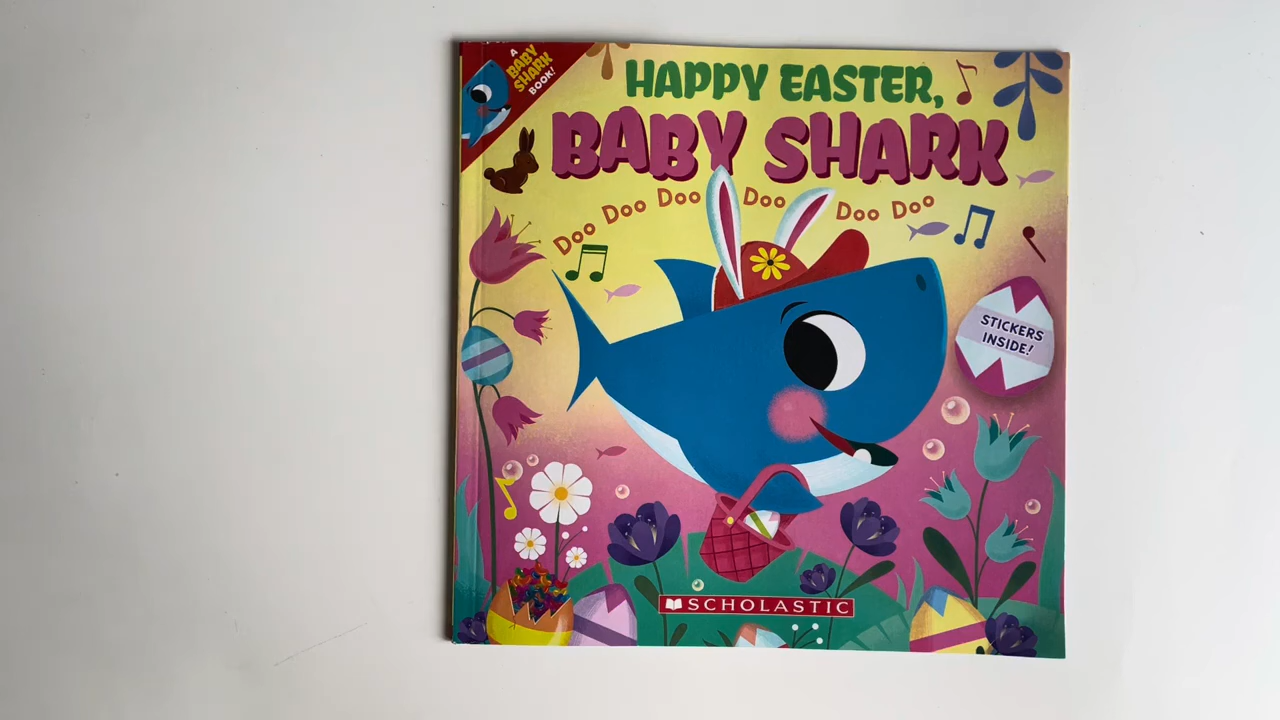 A
BABY
SHARK
BOOK!
HAPPY EASTER,
BABY SHARK
Doo Doo Doo Doo Doo Doo
STICKERS
INSIDE!
SCHOLASTIC